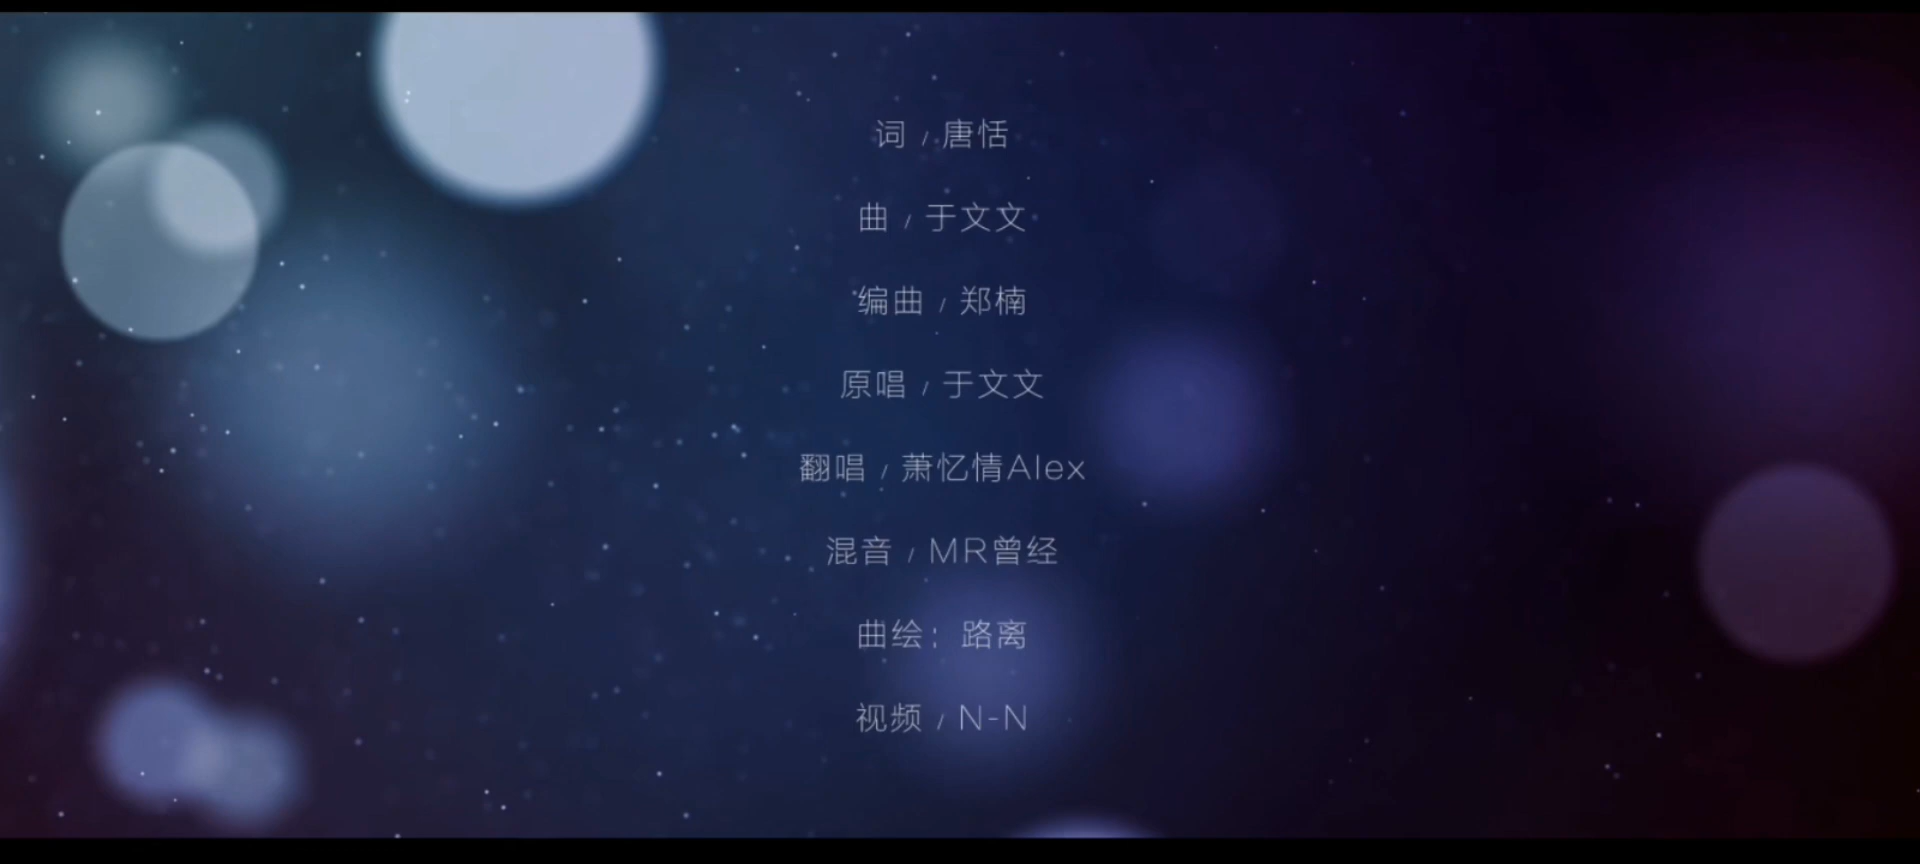 词 / 唐恬
曲 / 于文文
编曲 / 郑楠
原唱 / 于文文
翻唱 / 萧忆情Alex
混音 / MR曾经
曲绘：路离
视频 / N-N